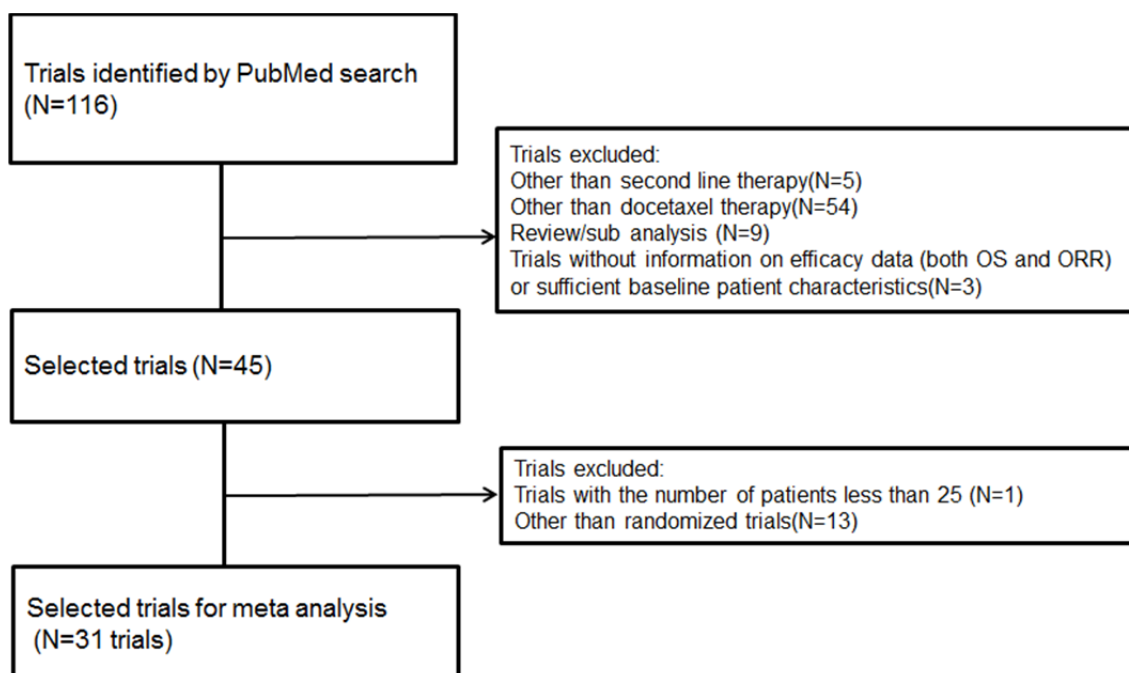 Trials identified by PubMed search
(N=116)
Trials excluded:
Other than second line therapy(N=5)
Other than docetaxel therapy(N=54)
Review/sub analysis (N=9)
Trials without information on efficacy data (both OS and ORR)
or sufficient baseline patient characteristics(N=3)
Selected trials (N=45)
Trials excluded:
Trials with the number of patients less than 25 (N=1)
Other than randomized trials(N=13)
Selected trials for meta analysis
(N=31 trials)